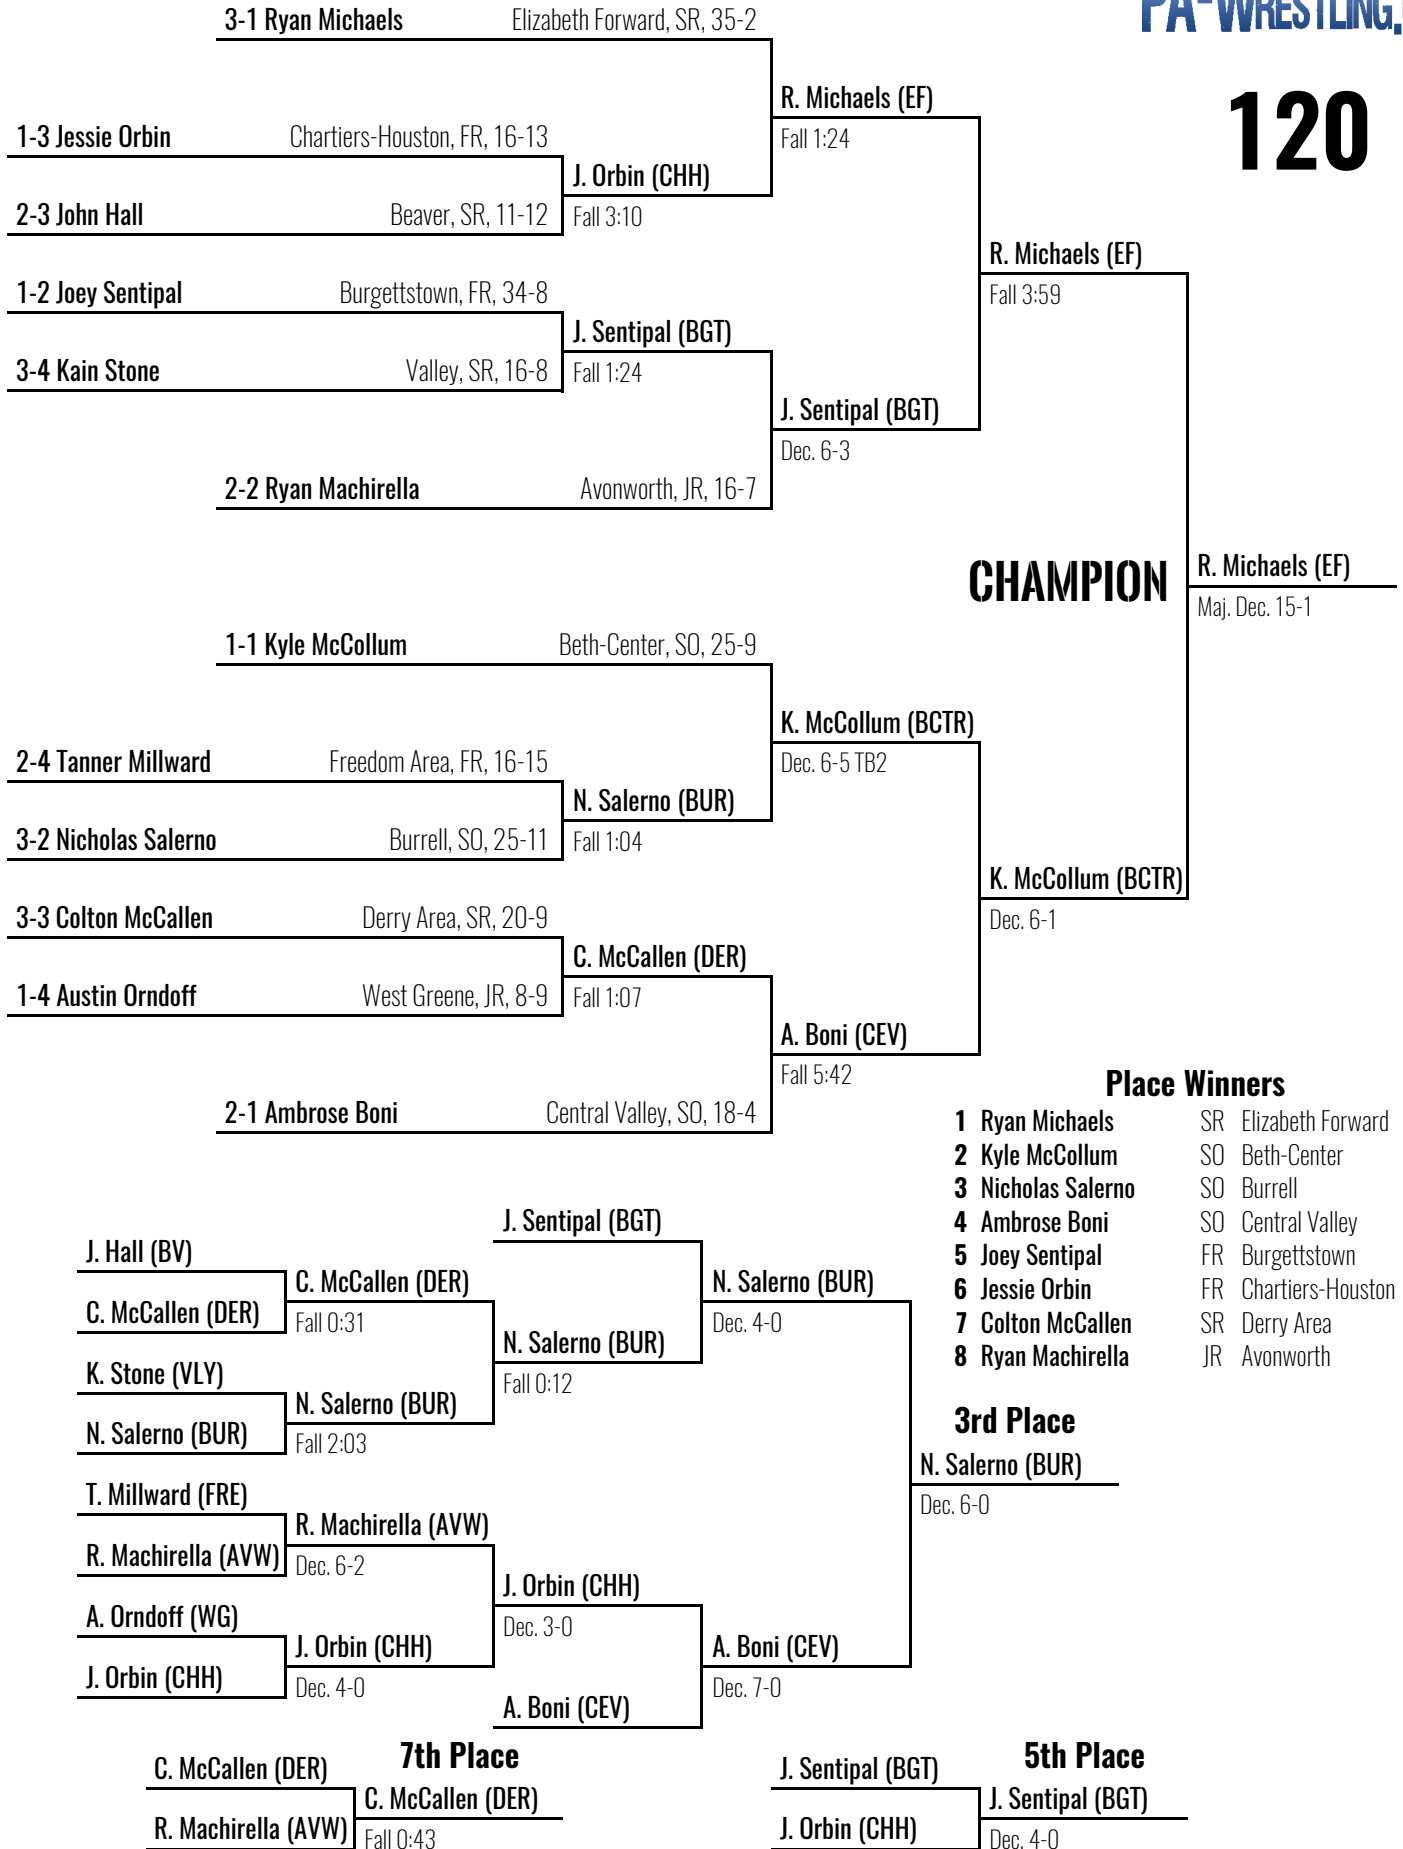 PA-WRESTLING.
120
3-1 Ryan Michaels Elizabeth Forward, SR, 35-2
R. Michaels (EF)
Fall 1:24
1-3 Jessie Orbin Chartiers-Houston, FR, 16-13
J. Orbin (CHH)
Fall 3:10
2-3 John Hall Beaver, SR, 11-12
R. Michaels (EF)
Fall 3:59
1-2 Joey Sentipal Burgettstown, FR, 34-8
J. Sentipal (BGT)
Fall 1:24
3-4 Kain Stone Valley, SR, 16-8
J. Sentipal (BGT)
Dec. 6-3
2-2 Ryan Machirella Avonworth, JR, 16-7
CHAMPION
R. Michaels (EF)
Maj. Dec. 15-1
1-1 Kyle McCollum Beth-Center, SO, 25-9
K. McCollum (BCTR)
Dec. 6-5 TB2
2-4 Tanner Millward Freedom Area, FR, 16-15
N. Salerno (BUR)
Fall 1:04
3-2 Nicholas Salerno Burrell, SO, 25-11
K. McCollum (BCTR)
Dec. 6-1
3-3 Colton McCallen Derry Area, SR, 20-9
C. McCallen (DER)
Fall 1:07
1-4 Austin Orndoff West Greene, JR, 8-9
A. Boni (CEV)
Fall 5:42
2-1 Ambrose Boni Central Valley, SO, 18-4
Place Winners
1 Ryan Michaels SR Elizabeth Forward
2 Kyle McCollum SO Beth-Center
3 Nicholas Salerno SO Burrell
4 Ambrose Boni SO Central Valley
5 Joey Sentipal FR Burgettstown
6 Jessie Orbin FR Chartiers-Houston
7 Colton McCallen SR Derry Area
8 Ryan Machirella JR Avonworth
J. Sentipal (BGT)
J. Hall (BV)
C. McCallen (DER)
Fall 0:31
C. McCallen (DER)
N. Salerno (BUR)
Dec. 4-0
N. Salerno (BUR)
Fall 0:12
K. Stone (VLY)
N. Salerno (BUR)
Fall 2:03
N. Salerno (BUR)
3rd Place
N. Salerno (BUR)
Dec. 6-0
T. Millward (FRE)
R. Machirella (AVW)
Dec. 6-2
R. Machirella (AVW)
J. Orbin (CHH)
Dec. 3-0
A. Orndoff (WG)
J. Orbin (CHH)
Dec. 4-0
J. Orbin (CHH)
A. Boni (CEV)
Dec. 7-0
A. Boni (CEV)
7th Place
C. McCallen (DER)
C. McCallen (DER)
R. Machirella (AVW)
Fall 0:43
5th Place
J. Sentipal (BGT)
J. Sentipal (BGT)
J. Orbin (CHH)
Dec. 4-0